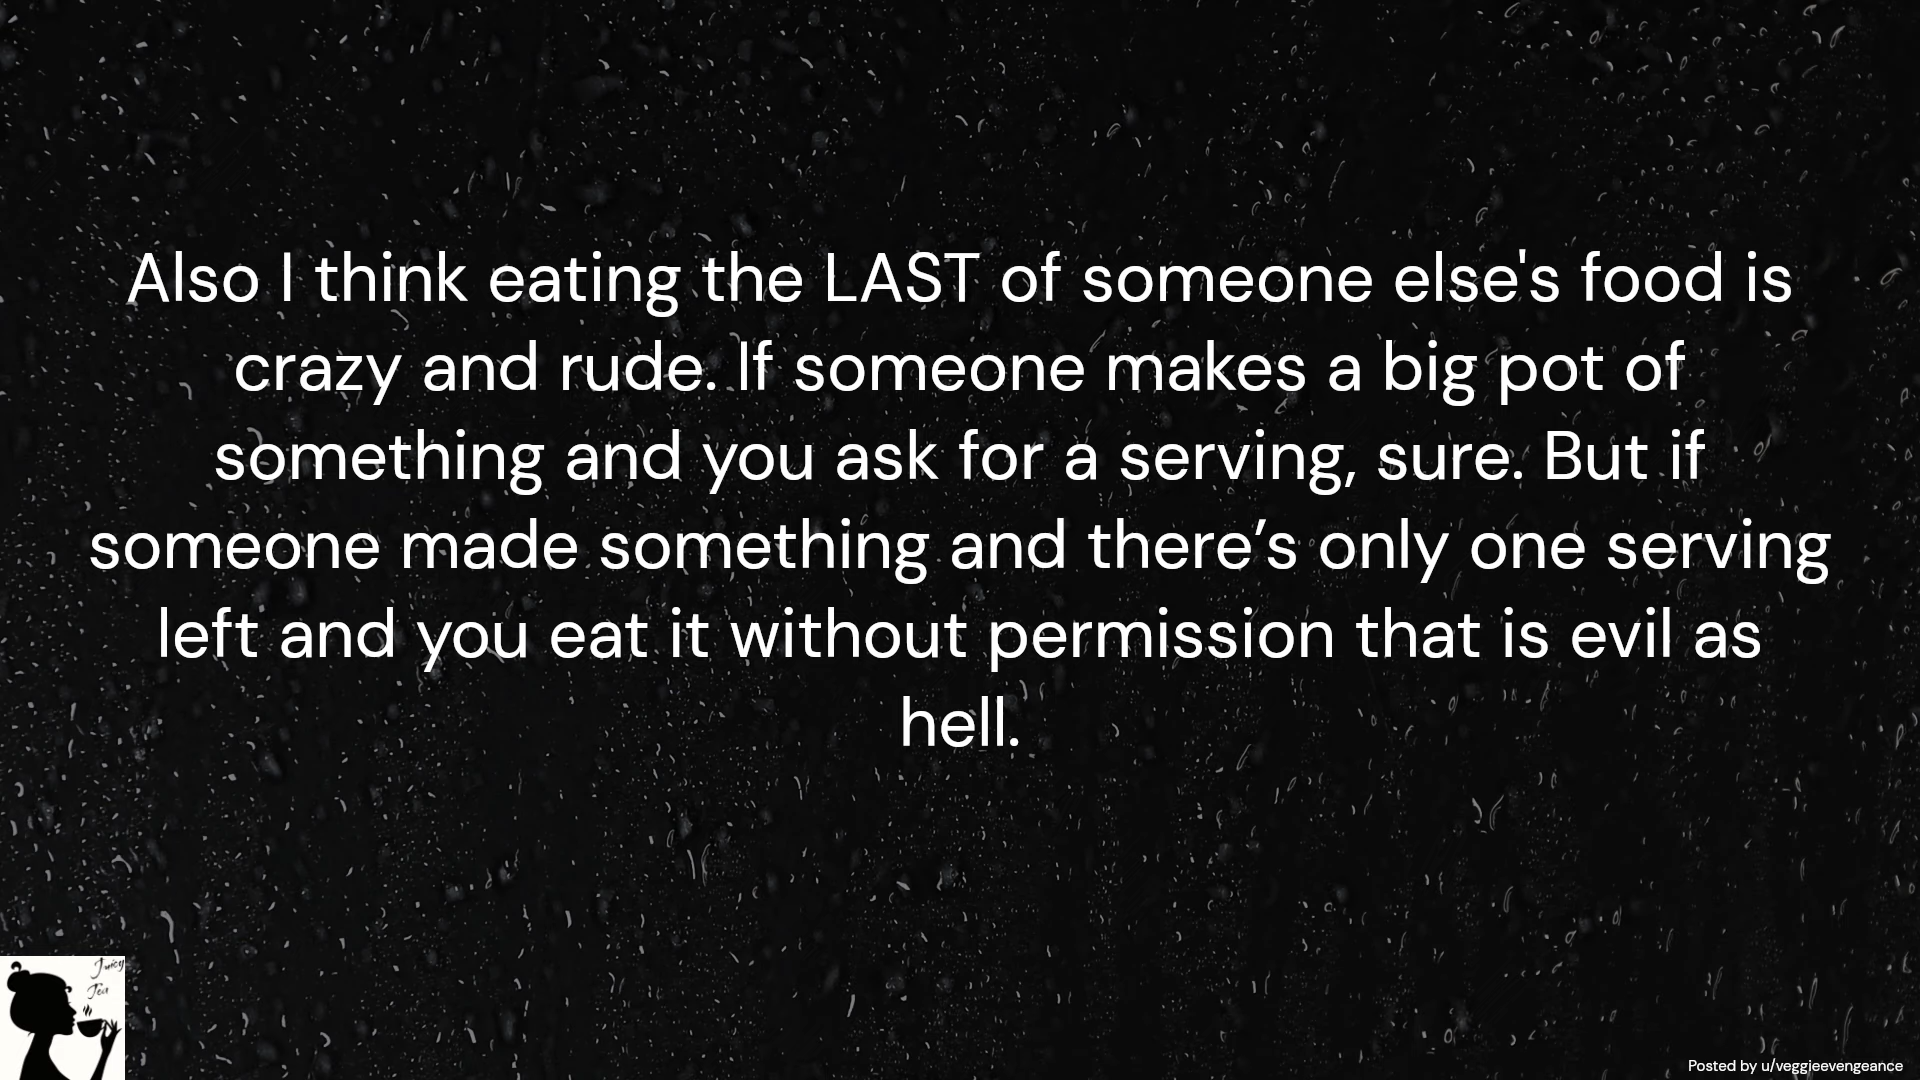 Also I think eating the LAST of someone else's food is
crazy and rude. If someone makes a big pot of
something and you ask for a serving, sure. But if
someone made something and there’s only one serving
left and you eat it without permission that is evil as
hell.
Juicy
Tea
Posted by u/veggieevengeance